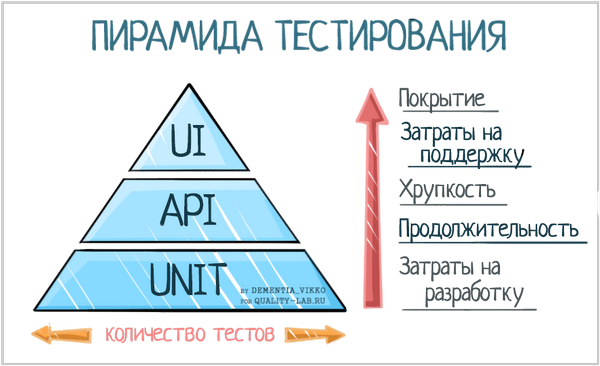 ПИРАМИДА ТЕСТИРОВАНИЯ
UI
API
UNIT
BY DEMENTIA_VIKKO
FOR QUALITY-LAB.RU
КОЛИЧЕСТВО ТЕСТОВ
Покрытие
Затраты на
поддержку
Хрупкость
Продолжительность
Затраты на
разработку